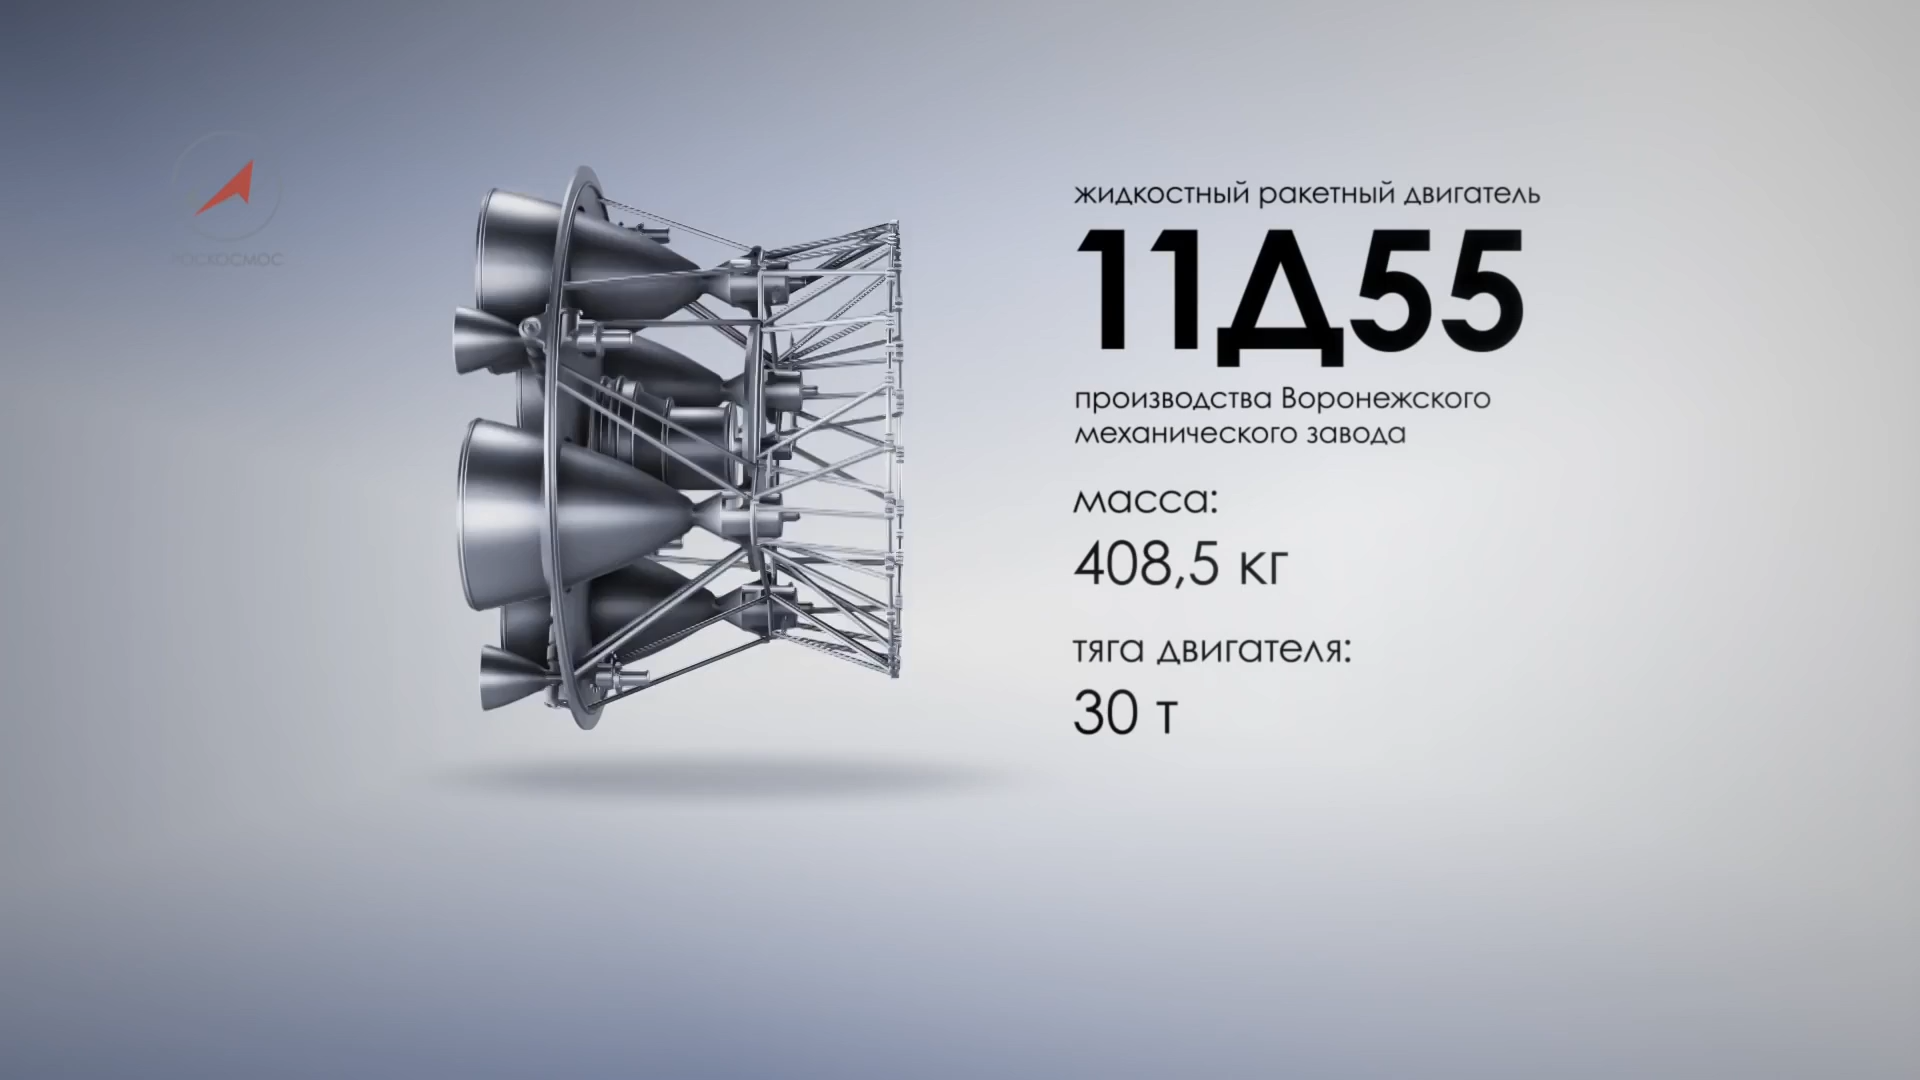 РОСКОСМОС
жидкостный ракетный двигатель
11Д55
производства Воронежского
механического завода
масса:
408,5 кг
тяга двигателя:
30 т